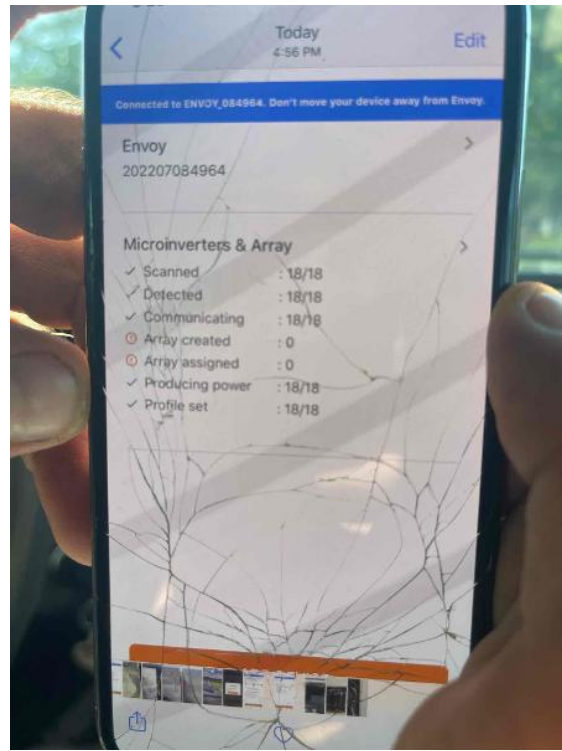 Today
4:56 PM
Edit
Connected to ENVOY_084964. Don't move your device away from Envoy.
Envoy
202207084964
Microinverters & Array
Scanned : 18/18
Detected : 18/18
Communicating : 18/18
Array created : 0
Array assigned : 0
Producing power : 18/18
Profile set : 18/18